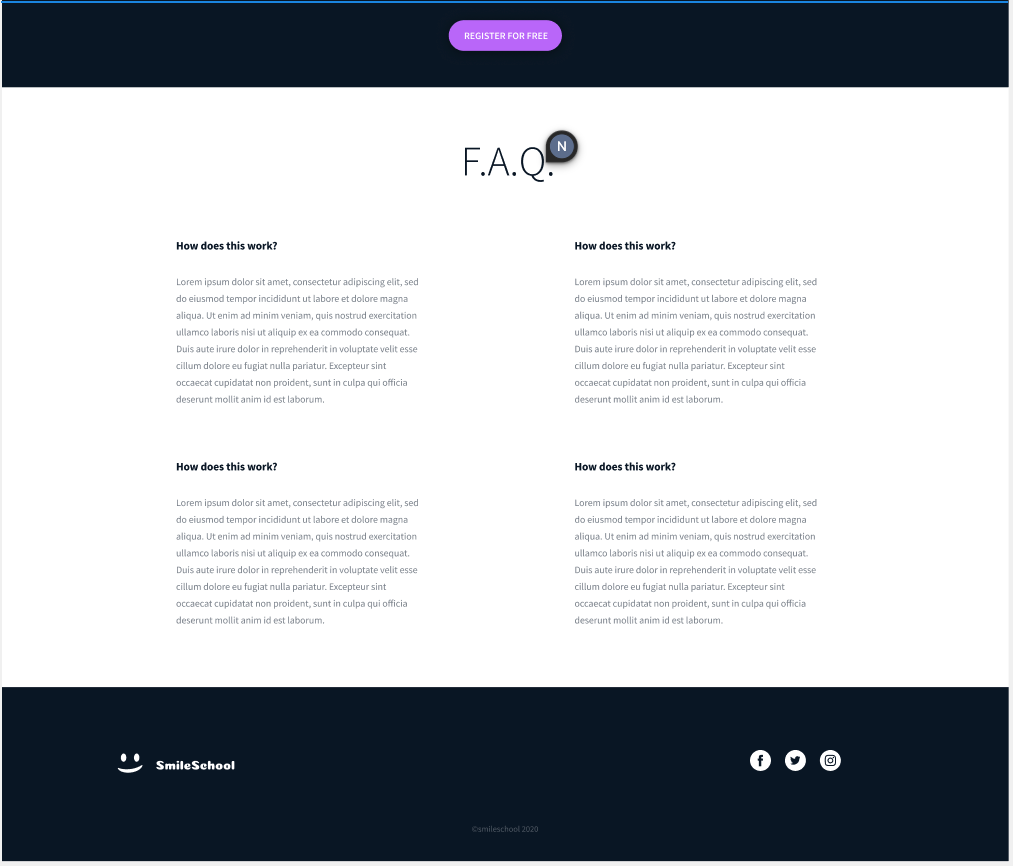 REGISTER FOR FREE
F.A.Q.
N
How does this work?
Lorem ipsum dolor sit amet, consectetur adipiscing elit, sed
do eiusmod tempor incididunt ut labore et dolore magna
aliqua. Ut enim ad minim veniam, quis nostrud exercitation
ullamco laboris nisi ut aliquip ex ea commodo consequat.
Duis aute irure dolor in reprehenderit in voluptate velit esse
cillum dolore eu fugiat nulla pariatur. Excepteur sint
occaecat cupidatat non proident, sunt in culpa qui officia
deserunt mollit anim id est laborum.
How does this work?
Lorem ipsum dolor sit amet, consectetur adipiscing elit, sed
do eiusmod tempor incididunt ut labore et dolore magna
aliqua. Ut enim ad minim veniam, quis nostrud exercitation
ullamco laboris nisi ut aliquip ex ea commodo consequat.
Duis aute irure dolor in reprehenderit in voluptate velit esse
cillum dolore eu fugiat nulla pariatur. Excepteur sint
occaecat cupidatat non proident, sunt in culpa qui officia
deserunt mollit anim id est laborum.
How does this work?
Lorem ipsum dolor sit amet, consectetur adipiscing elit, sed
do eiusmod tempor incididunt ut labore et dolore magna
aliqua. Ut enim ad minim veniam, quis nostrud exercitation
ullamco laboris nisi ut aliquip ex ea commodo consequat.
Duis aute irure dolor in reprehenderit in voluptate velit esse
cillum dolore eu fugiat nulla pariatur. Excepteur sint
occaecat cupidatat non proident, sunt in culpa qui officia
deserunt mollit anim id est laborum.
How does this work?
Lorem ipsum dolor sit amet, consectetur adipiscing elit, sed
do eiusmod tempor incididunt ut labore et dolore magna
aliqua. Ut enim ad minim veniam, quis nostrud exercitation
ullamco laboris nisi ut aliquip ex ea commodo consequat.
Duis aute irure dolor in reprehenderit in voluptate velit esse
cillum dolore eu fugiat nulla pariatur. Excepteur sint
occaecat cupidatat non proident, sunt in culpa qui officia
deserunt mollit anim id est laborum.
SmileSchool
©smileschool 2020